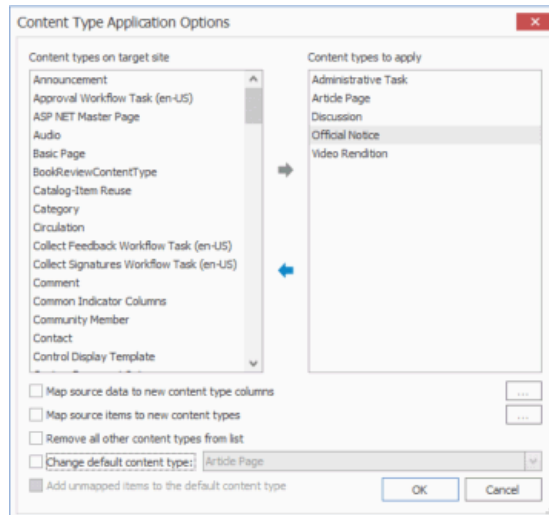 Content Type Application Options
Content types on target site
Announcement
Approval Workflow Task (en-US)
ASP NET Master Page
Audio
Basic Page
BookReviewContentType
Catalog-Item Reuse
Category
Circulation
Collect Feedback Workflow Task (en-US)
Collect Signatures Workflow Task (en-US)
Comment
Common Indicator Columns
Community Member
Contact
Control Display Template
Content types to apply
Administrative Task
Article Page
Discussion
Official Notice
Video Rendition
Map source data to new content type columns
...
Map source items to new content types
...
Remove all other content types from list
Change default content type: Article Page
Add unmapped items to the default content type
OK Cancel